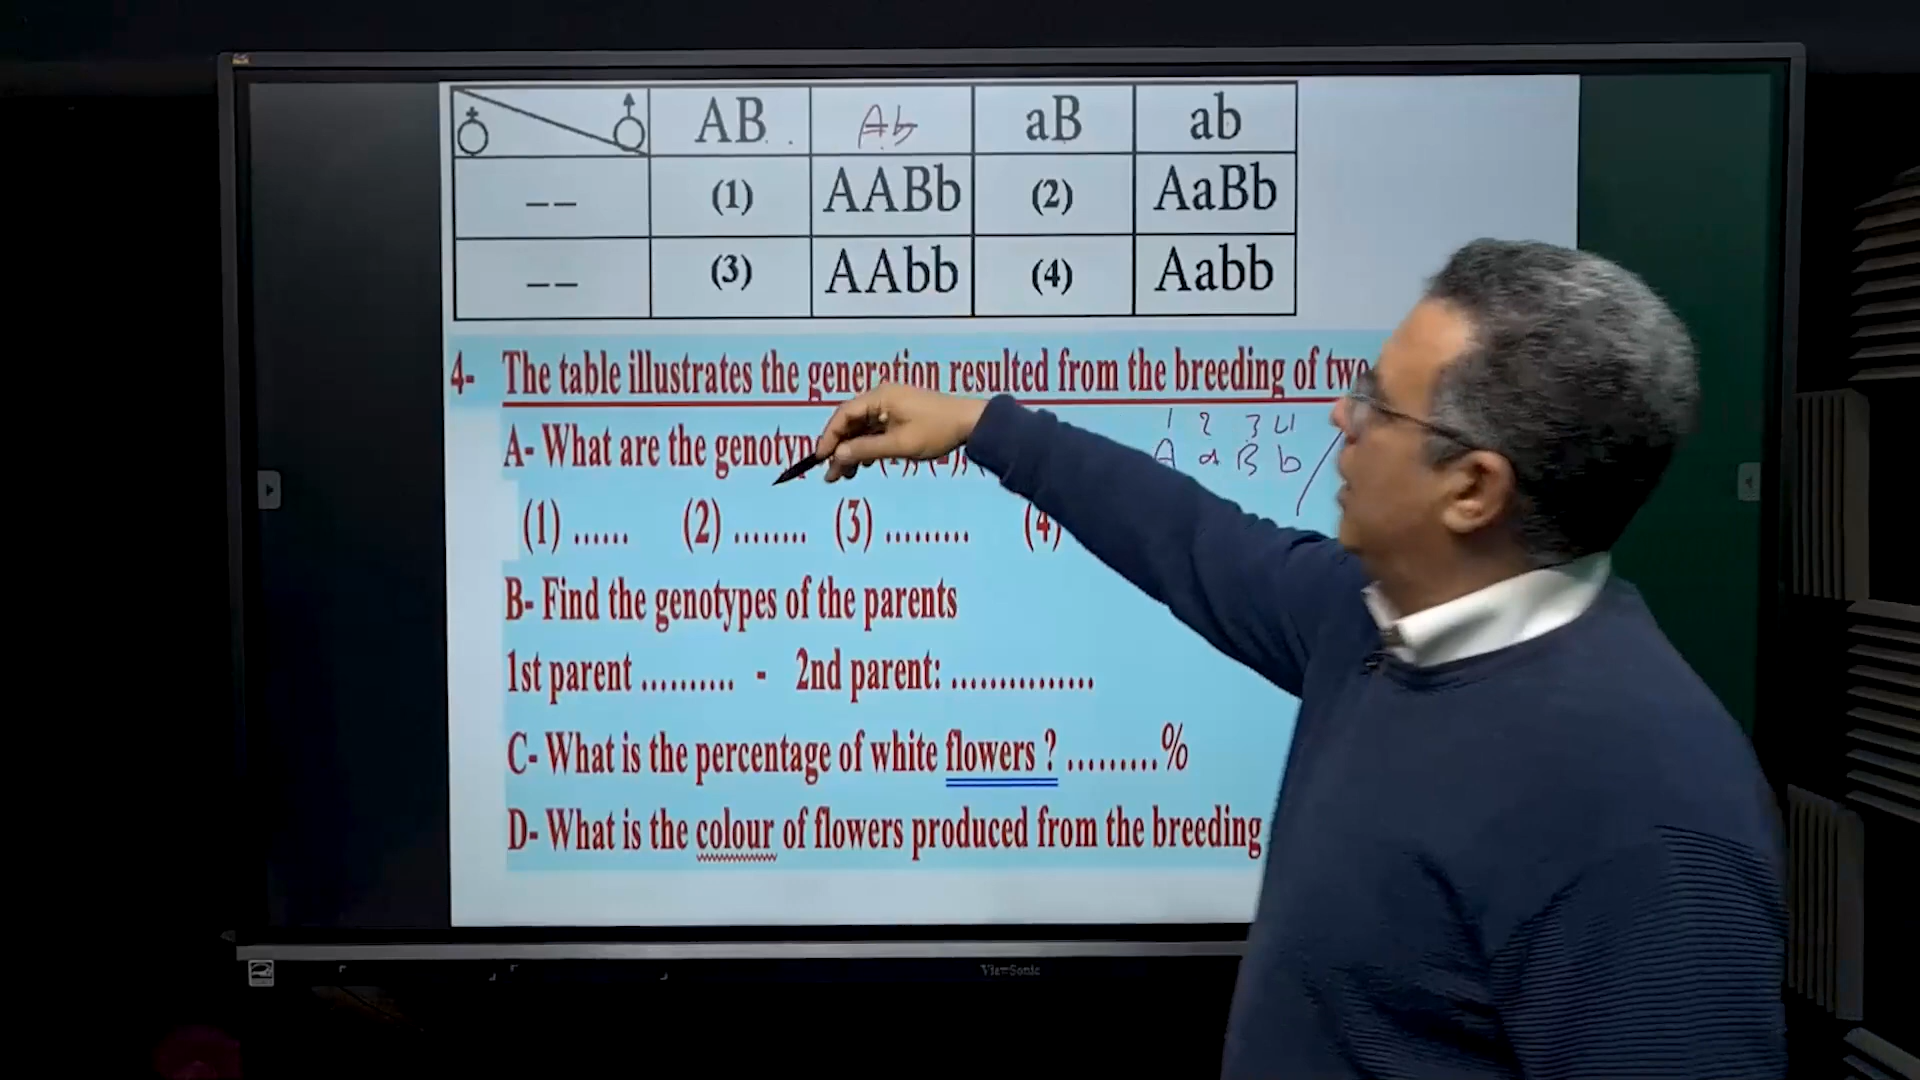 AB Ab aB ab
-- (1) AABb (2) AaBb
-- (3) AAbb (4) Aabb
4- The table illustrates the generation resulted from the breeding of two
1 2 3 4
A- What are the (1), (2), A a B b
(1) ...... (2) ........ (3) ......... (4)
B- Find the genotypes of the parents
1st parent .......... - 2nd parent: ...............
C- What is the percentage of white flowers ? .........%
D- What is the colour of flowers produced from the breeding
ViewSonic